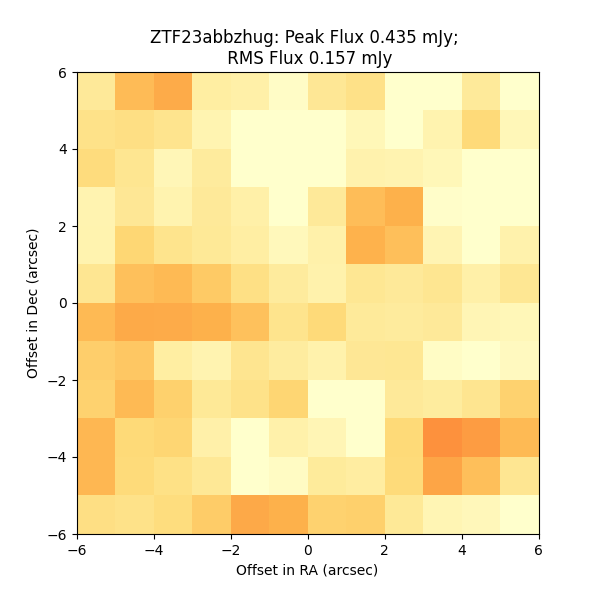 ZTF23abbzhug: Peak Flux 0.435 mJy;
RMS Flux 0.157 mJy
6
4
2
0
−2
−4
−6
Offset in Dec (arcsec)
−6 −4 −2 0 2 4 6
Offset in RA (arcsec)